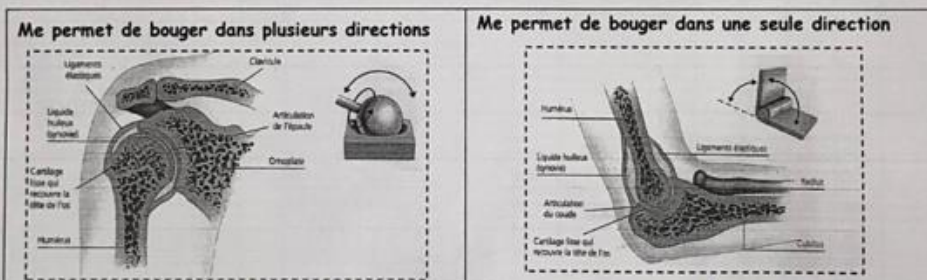 Me permet de bouger dans plusieurs directions
Ligaments
élastiques
Clavicule
Liquide
huileux
(synovie)
Articulation
de l'épaule
Omoplate
Cartilage
lisse qui
recouvre la
tête de l'os
Humérus
Me permet de bouger dans une seule direction
Humérus
Ligaments élastiques
Liquide huileux
(synovie)
Radius
Articulation
du coude
Cartilage lisse qui
recouvre la tête de l'os
Cubitus